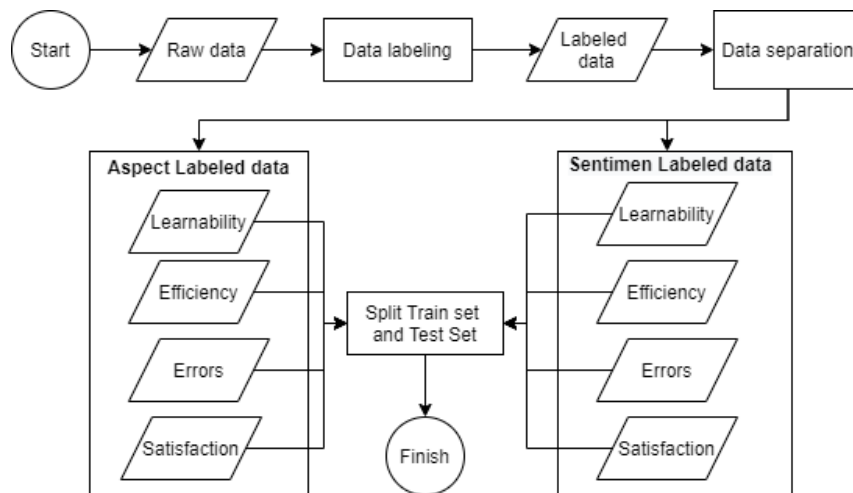 Start
Raw data
Data labeling
Labeled
data
Data separation
Aspect Labeled data
Learnability
Efficiency
Errors
Satisfaction
Split Train set
and Test Set
Finish
Sentimen Labeled data
Learnability
Efficiency
Errors
Satisfaction